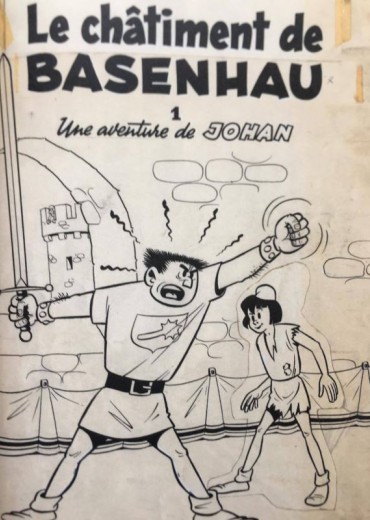 Le châtiment de
BASENHAU
1
Une aventure de JOHAN